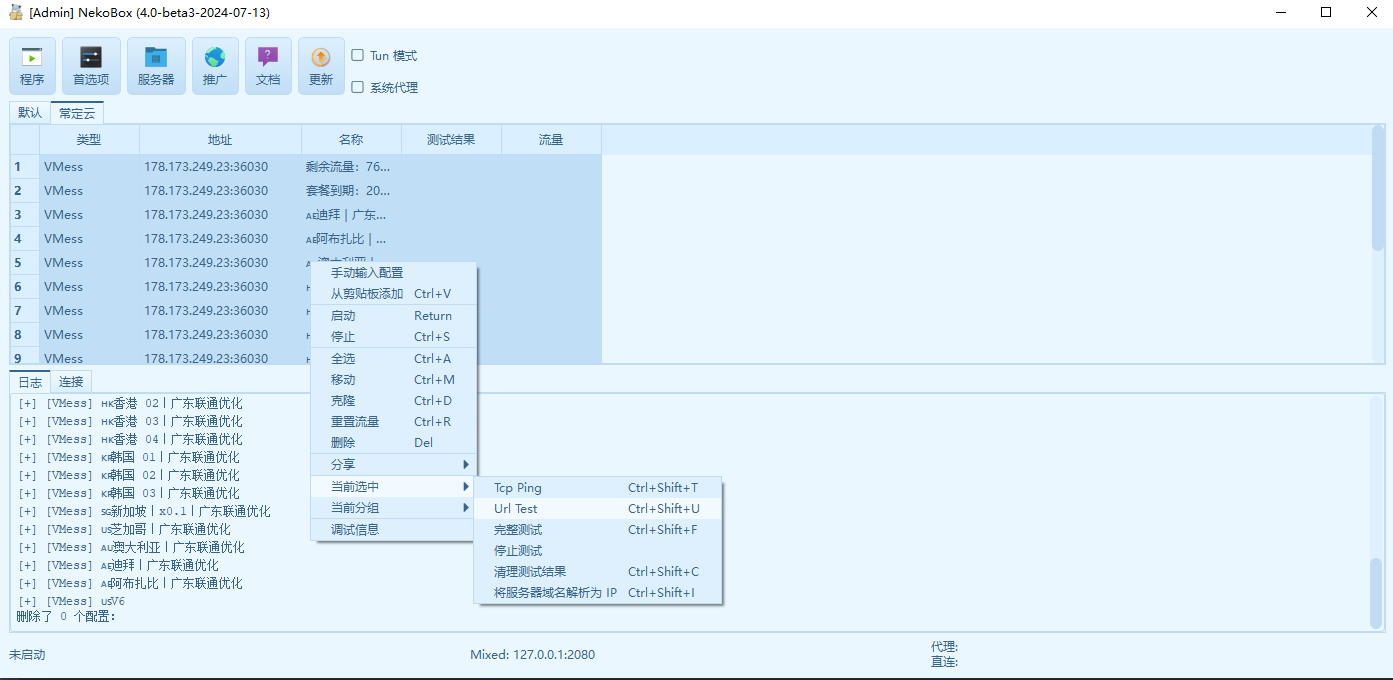 [Admin] NekoBox (4.0-beta3-2024-07-13)
程序 首选项 服务器 推广 文档 更新
Tun 模式
系统代理
默认 常定云
类型 地址 名称 测试结果 流量
1 VMess 178.173.249.23:36030 剩余流量：76...
2 VMess 178.173.249.23:36030 套餐到期：20...
3 VMess 178.173.249.23:36030 AE迪拜 | 广东...
4 VMess 178.173.249.23:36030 AE阿布扎比 | ...
5 VMess 178.173.249.23:36030
6 VMess 178.173.249.23:36030
7 VMess 178.173.249.23:36030
8 VMess 178.173.249.23:36030
9 VMess 178.173.249.23:36030
手动输入配置
从剪贴板添加 Ctrl+V
启动 Return
停止 Ctrl+S
全选 Ctrl+A
移动 Ctrl+M
克隆 Ctrl+D
重置流量 Ctrl+R
删除 Del
分享
当前选中
当前分组
调试信息
Tcp Ping Ctrl+Shift+T
Url Test Ctrl+Shift+U
完整测试 Ctrl+Shift+F
停止测试
清理测试结果 Ctrl+Shift+C
将服务器域名解析为 IP Ctrl+Shift+I
日志 连接
[+] [VMess] HK香港 02丨广东联通优化
[+] [VMess] HK香港 03丨广东联通优化
[+] [VMess] HK香港 04丨广东联通优化
[+] [VMess] KR韩国 01丨广东联通优化
[+] [VMess] KR韩国 02丨广东联通优化
[+] [VMess] KR韩国 03丨广东联通优化
[+] [VMess] SG新加坡丨x0.1丨广东联通优化
[+] [VMess] US芝加哥丨广东联通优化
[+] [VMess] AU澳大利亚丨广东联通优化
[+] [VMess] AE迪拜丨广东联通优化
[+] [VMess] AE阿布扎比丨广东联通优化
[+] [VMess] USV6
删除了 0 个配置:
未启动
Mixed: 127.0.0.1:2080
代理:
直连: